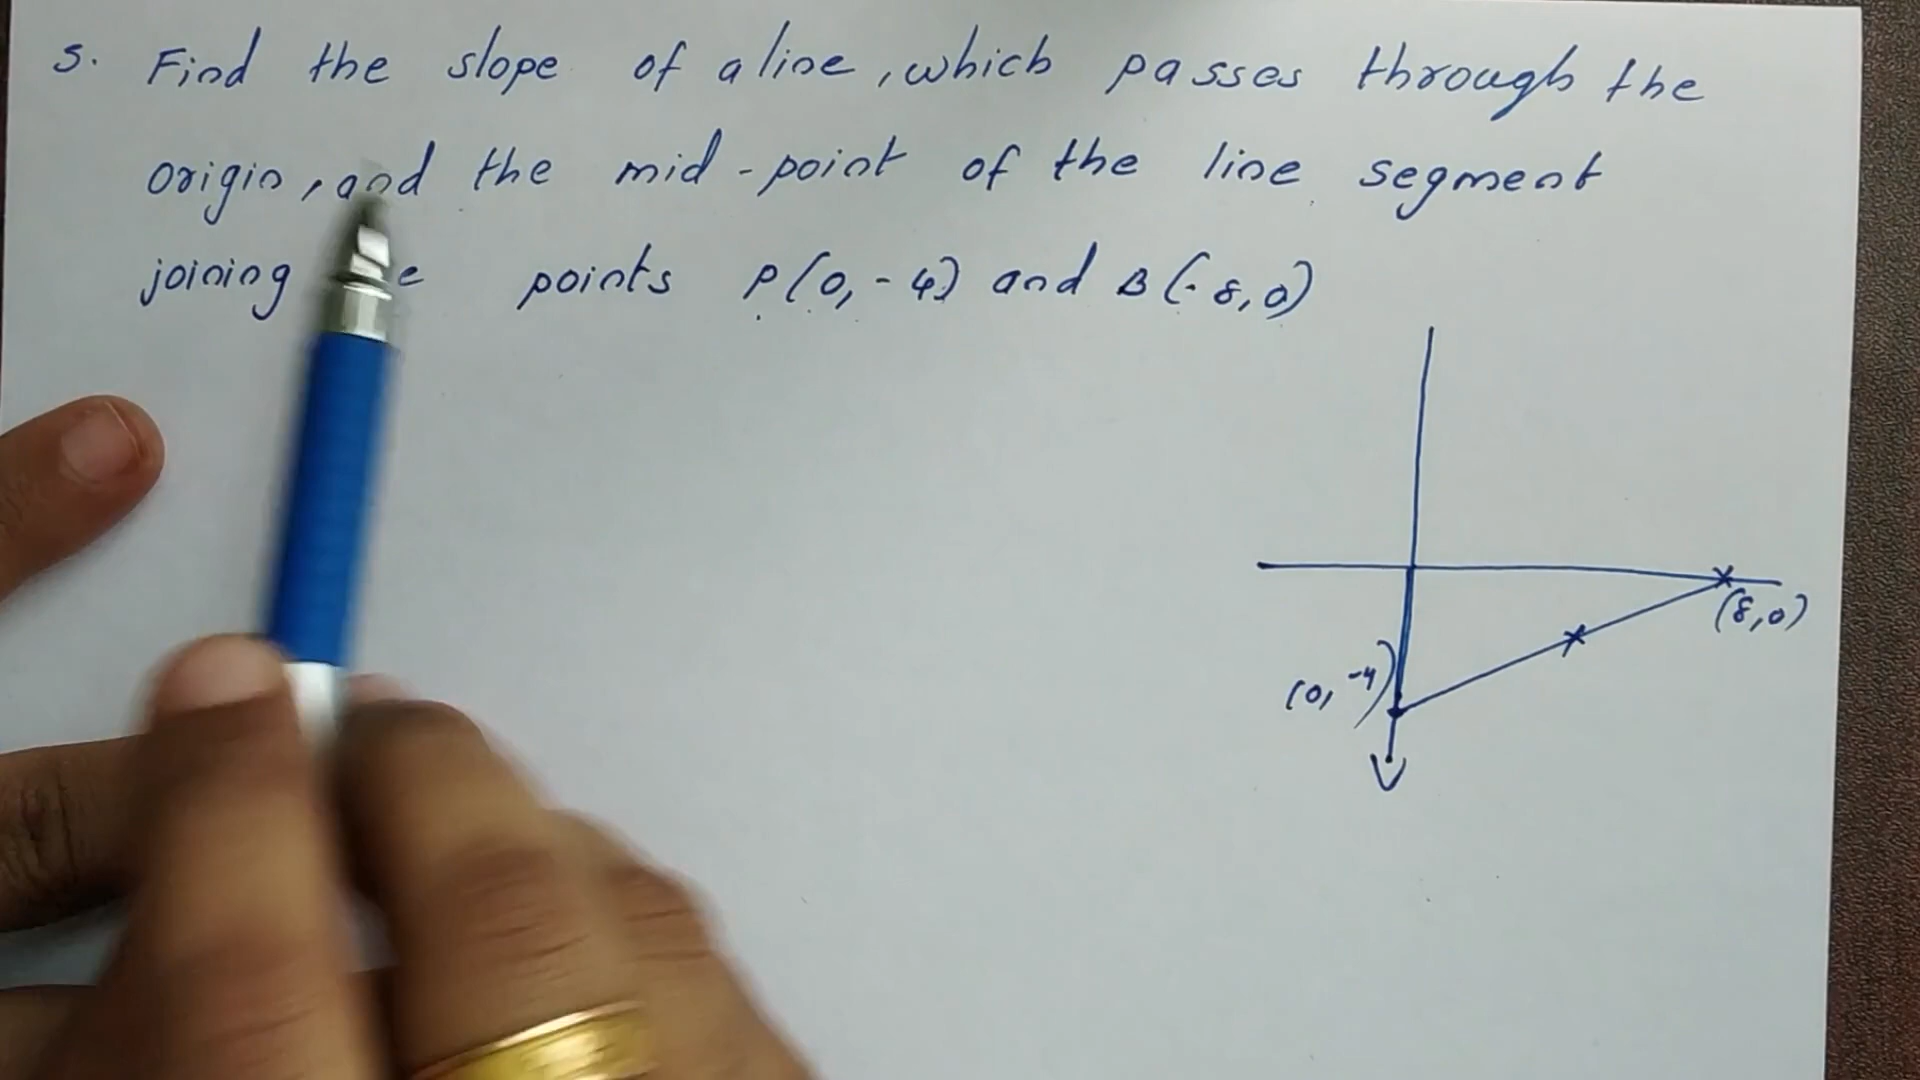 5. Find the slope of a line, which passes through the
origin, and the mid-point of the line segment
joining points P(0, -4) and B(-8, 0)
(8, 0)
(0, -4)